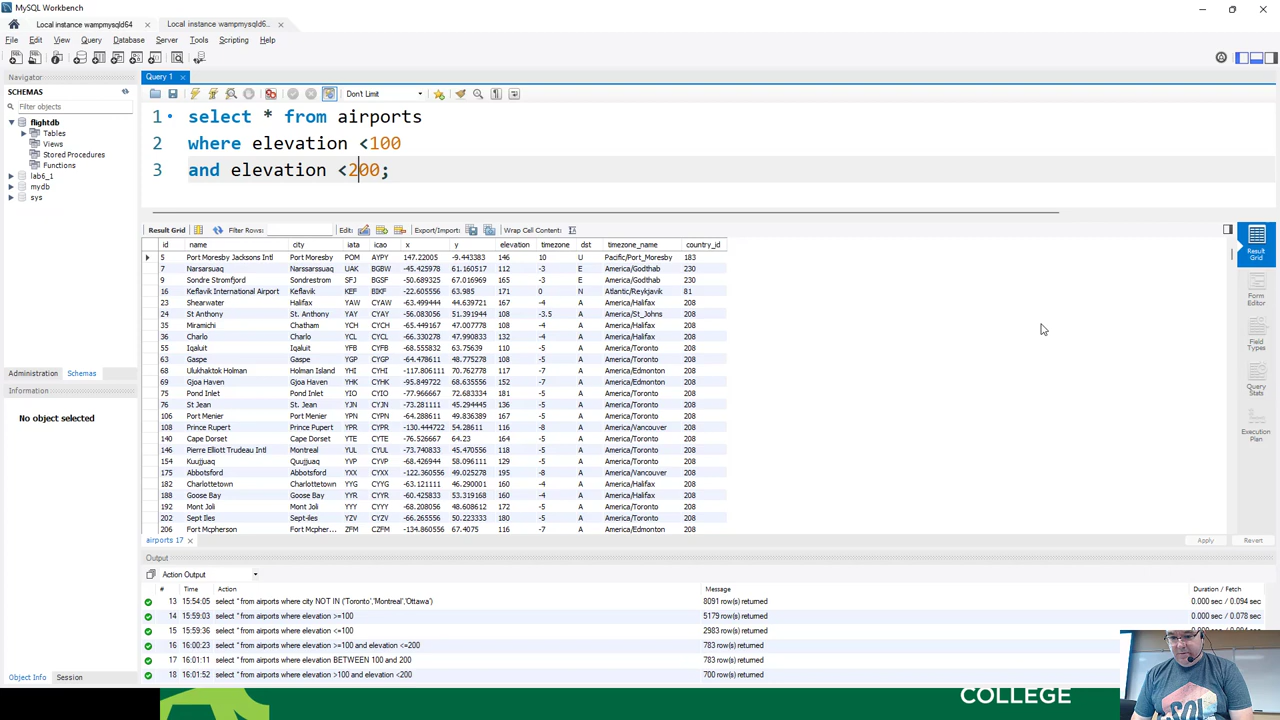 MySQL Workbench
Local instance wampmysqld64 × Local instance wampmysqld6... ×
File Edit View Query Database Server Tools Scripting Help
Navigator
SCHEMAS
Filter objects
flightdb
Tables
Views
Stored Procedures
Functions
lab6_1
mydb
sys
Administration Schemas
Information
No object selected
Object Info Session
Query 1 ×
Don't Limit
1 select * from airports
2 where elevation <100
3 and elevation <200;
Result Grid Filter Rows: Edit: Export/Import: Wrap Cell Content:
id name city iata icao x y elevation timezone dst timezone_name country_id
5 Port Moresby Jacksons Intl Port Moresby POM AYPY 147.22005 -9.443383 146 10 U Pacific/Port_Moresby 183
7 Narsarsuaq Narssarssuaq UAK BGBW -45.425978 61.160517 112 -3 E America/Godthab 230
9 Sondre Stromfjord Sondrestrom SFJ BGSF -50.689325 67.016969 165 -3 E America/Godthab 230
16 Keflavik International Airport Keflavik KEF BIKF -22.605556 63.985 171 0 N Atlantic/Reykjavik 81
23 Shearwater Halifax YAW CYAW -63.499444 44.639721 167 -4 A America/Halifax 208
24 St Anthony St. Anthony YAY CYAY -56.083056 51.391944 108 -3.5 A America/St_Johns 208
35 Miramichi Chatham YCH CYCH -65.449167 47.007778 108 -4 A America/Halifax 208
36 Charlo Charlo YCL CYCL -66.330278 47.990833 132 -4 A America/Halifax 208
55 Iqaluit Iqaluit YFB CYFB -68.555833 63.75639 110 -5 A America/Toronto 208
63 Gaspe Gaspe YGP CYGP -64.478611 48.775278 108 -5 A America/Toronto 208
68 Ulukhaktok Holman Holman Island YHI CYHI -117.806111 70.762778 117 -7 A America/Edmonton 208
69 Gjoa Haven Gjoa Haven YHK CYHK -95.849722 68.635556 152 -7 A America/Edmonton 208
75 Pond Inlet Pond Inlet YIO CYIO -77.966667 72.683334 181 -5 A America/Toronto 208
76 St Jean St. Jean YJN CYJN -73.281111 45.294445 136 -5 A America/Toronto 208
106 Port Menier Port Menier YPN CYPN -64.288611 49.836389 167 -5 A America/Toronto 208
108 Prince Rupert Prince Pupert YPR CYPR -130.444722 54.28611 116 -8 A America/Vancouver 208
140 Cape Dorset Cape Dorset YTE CYTE -76.526667 64.23 164 -5 A America/Toronto 208
146 Pierre Elliott Trudeau Intl Montreal YUL CYUL -73.740833 45.470556 118 -5 A America/Toronto 208
154 Kuujjuaq Quujjuaq YVP CYVP -68.426944 58.096111 129 -5 A America/Toronto 208
175 Abbotsford Abbotsford YXX CYXX -122.360556 49.025278 195 -8 A America/Vancouver 208
182 Charlottetown Charlottetown YYG CYYG -63.121111 46.290001 160 -4 A America/Halifax 208
188 Goose Bay Goose Bay YYR CYYR -60.425833 53.319168 160 -4 A America/Halifax 208
192 Mont Joli Mont Joli YYY CYYY -68.208056 48.608612 172 -5 A America/Toronto 208
202 Sept Iles Sept-iles YZV CYZV -66.265556 50.223333 180 -5 A America/Toronto 208
206 Fort Mcpherson Fort Mcpher... ZFM CZFM -134.860556 67.4075 116 -7 A America/Edmonton 208
Result Grid
Form Editor
Field Types
Query Stats
Execution Plan
airports 17 × Apply Revert
Output
Action Output
# Time Action Message Duration / Fetch
13 15:54:05 select * from airports where city NOT IN ('Toronto','Montreal','Ottawa') 8091 row(s) returned 0.000 sec / 0.094 sec
14 15:59:03 select * from airports where elevation >=100 5179 row(s) returned 0.000 sec / 0.078 sec
15 15:59:36 select * from airports where elevation <=100 2983 row(s) returned
16 16:00:23 select * from airports where elevation >=100 and elevation <=200 783 row(s) returned
17 16:01:11 select * from airports where elevation BETWEEN 100 and 200 783 row(s) returned
18 16:01:52 select * from airports where elevation >100 and elevation <200 700 row(s) returned
COLLEGE